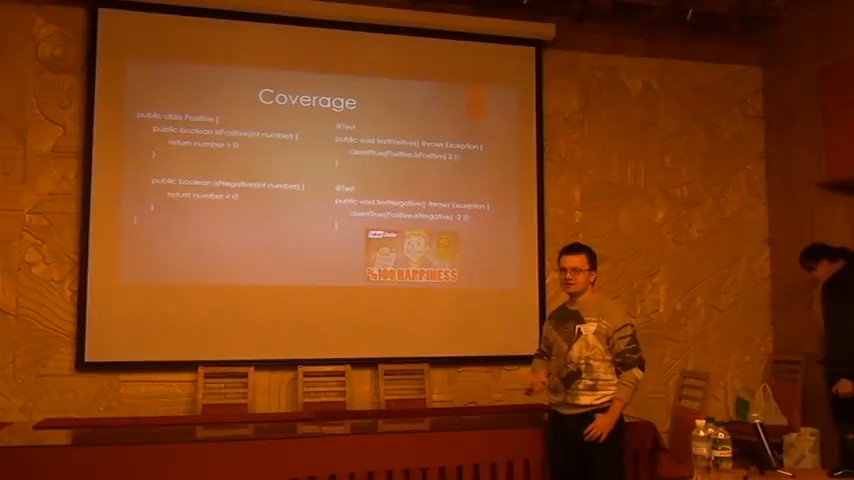 Coverage
public class Positive {
public boolean isPositive(int number) {
return number > 0;
}
public boolean isNegative(int number) {
return number < 0;
}
}
@Test
public void testPositive() throws Exception {
assertTrue(Positive.isPositive( 2 ));
}
@Test
public void testNegative() throws Exception {
assertTrue(Positive.isNegative( -2 ));
}
%100 HAPPINESS